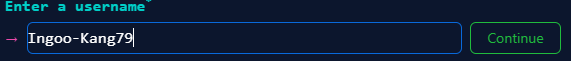 Enter a username*
→ Ingoo-Kang79 Continue